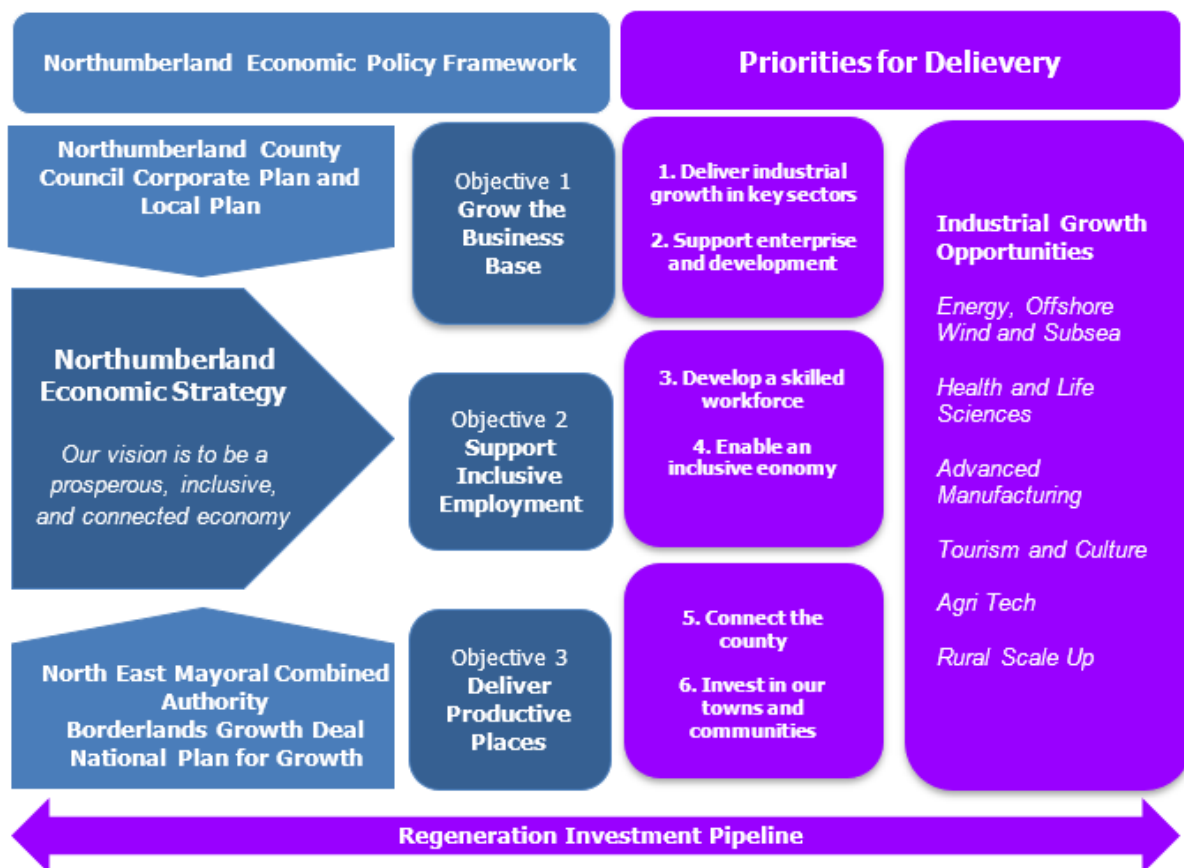 Northumberland Economic Policy Framework
Priorities for Delievery
Northumberland County
Council Corporate Plan and
Local Plan
Northumberland
Economic Strategy
Our vision is to be a
prosperous, inclusive,
and connected economy
North East Mayoral Combined
Authority
Borderlands Growth Deal
National Plan for Growth
Objective 1
Grow the
Business
Base
Objective 2
Support
Inclusive
Employment
Objective 3
Deliver
Productive
Places
1. Deliver industrial
growth in key sectors
2. Support enterprise
and development
3. Develop a skilled
workforce
4. Enable an
inclusive eonomy
5. Connect the
county
6. Invest in our
towns and
communities
Industrial Growth
Opportunities
Energy, Offshore
Wind and Subsea
Health and Life
Sciences
Advanced
Manufacturing
Tourism and Culture
Agri Tech
Rural Scale Up
Regeneration Investment Pipeline